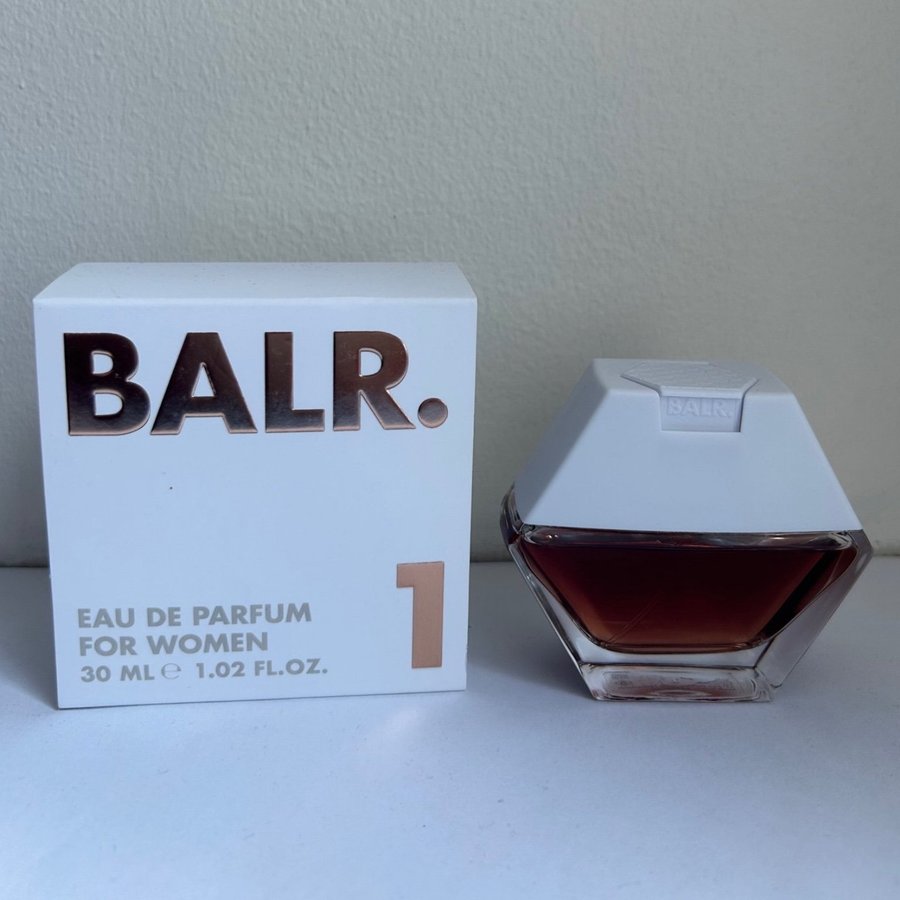 BALR.
1
EAU DE PARFUM
FOR WOMEN
30 ML ℮ 1.02 FL.OZ.
BALR.